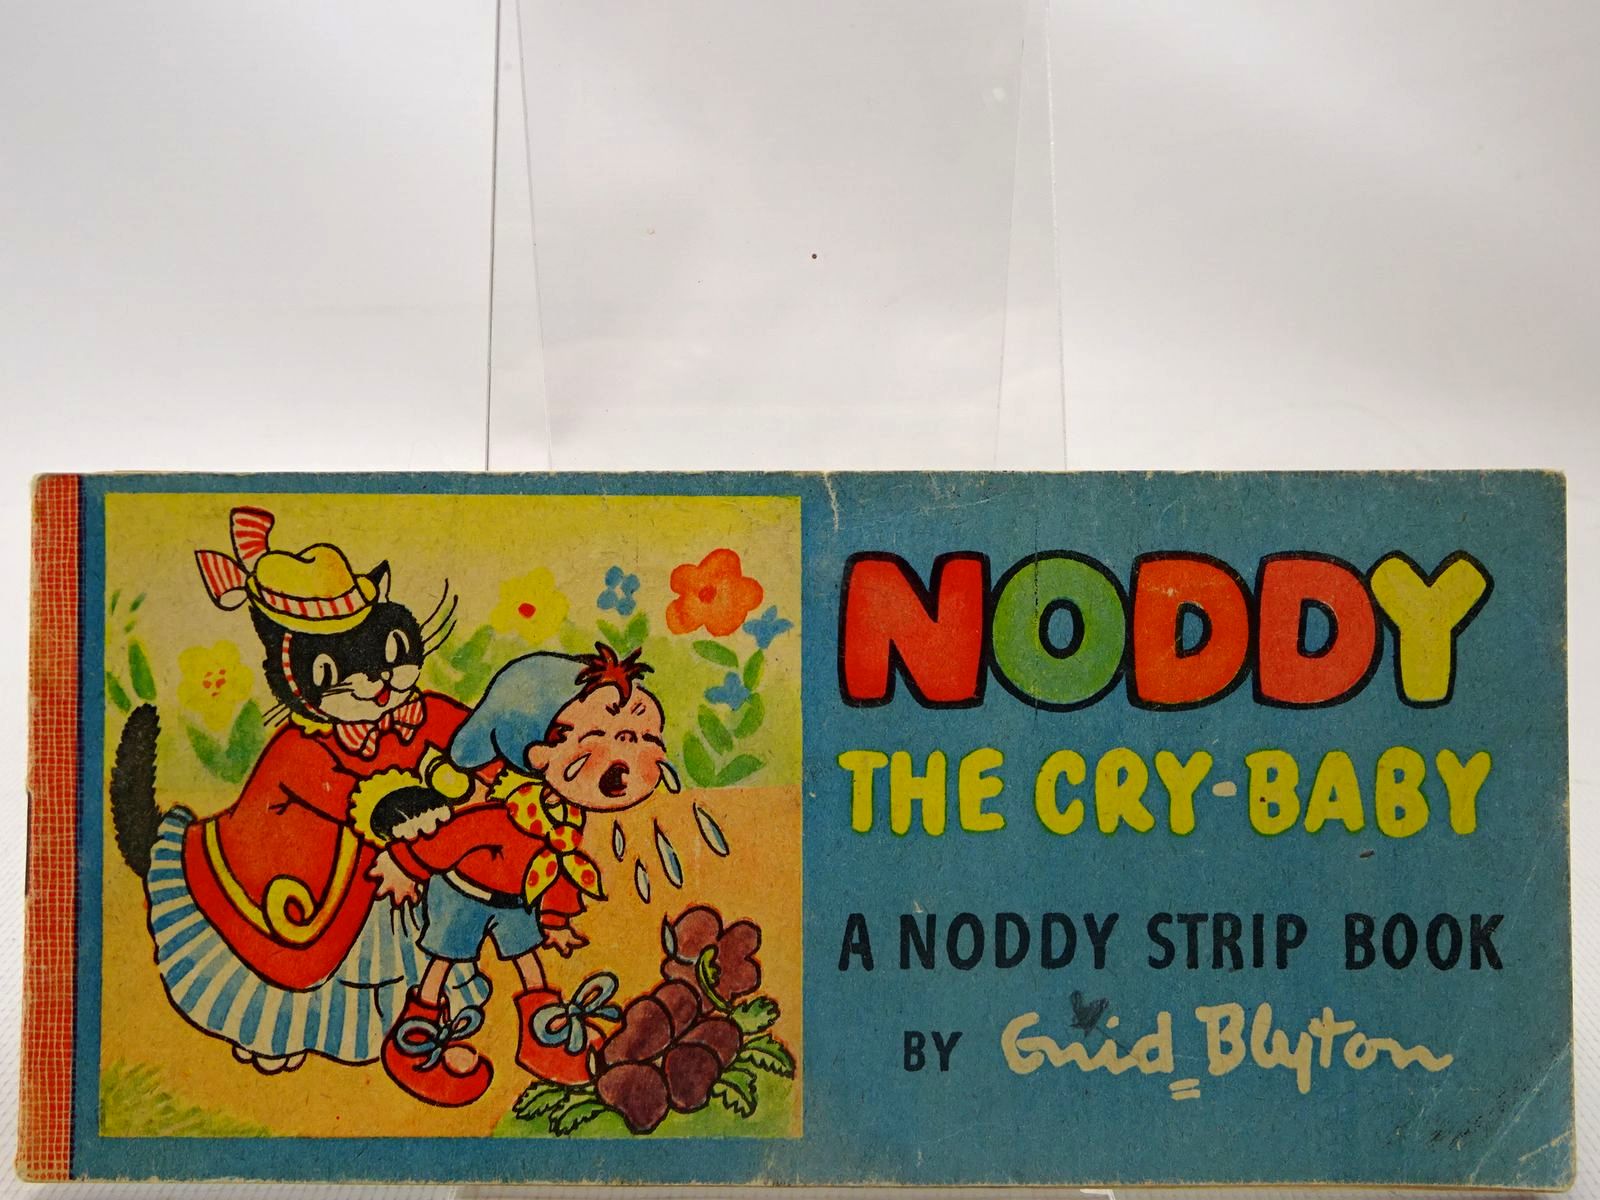 NODDY
THE CRY-BABY
A NODDY STRIP BOOK
BY Enid Blyton